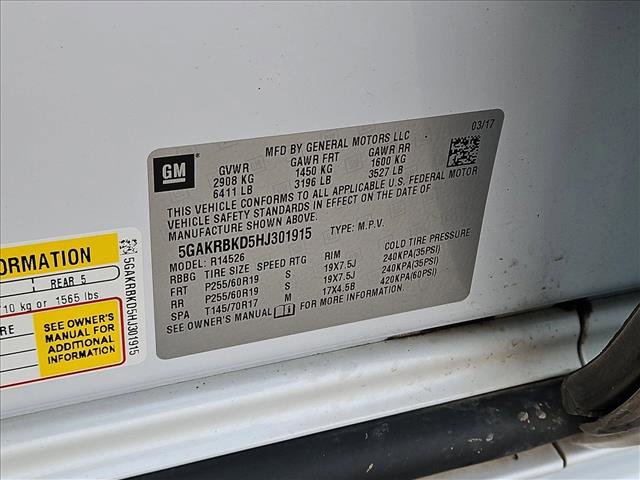 GM
MFD BY GENERAL MOTORS LLC
03/17
GVWR GAWR FRT GAWR RR
2908 KG 1450 KG 1600 KG
6411 LB 3196 LB 3527 LB
THIS VEHICLE CONFORMS TO ALL APPLICABLE U.S. FEDERAL MOTOR
VEHICLE SAFETY STANDARDS IN EFFECT ON THE DATE OF
MANUFACTURE SHOWN ABOVE.
5GAKRBKD5HJ301915 TYPE: M.P.V.
MODEL: R14526
RBBG TIRE SIZE SPEED RTG RIM COLD TIRE PRESSURE
FRT P255/60R19 S 19X7.5J 240KPA(35PSI)
RR P255/60R19 S 19X7.5J 240KPA(35PSI)
SPA T145/70R17 M 17X4.5B 420KPA(60PSI)
SEE OWNER'S MANUAL FOR MORE INFORMATION.
FORMATION
1 REAR 5
10 kg or 1565 lbs
SEE OWNER'S
MANUAL FOR
ADDITIONAL
INFORMATION
5GAKRBKD5HJ301915